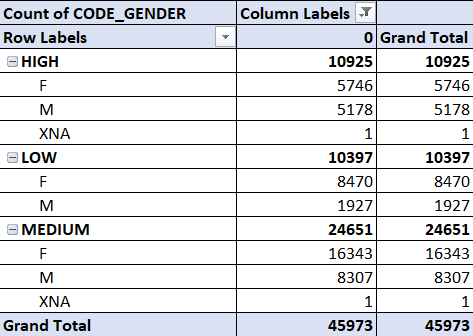 Count of CODE_GENDER Column Labels
Row Labels 0 Grand Total
HIGH 10925 10925
F 5746 5746
M 5178 5178
XNA 1 1
LOW 10397 10397
F 8470 8470
M 1927 1927
MEDIUM 24651 24651
F 16343 16343
M 8307 8307
XNA 1 1
Grand Total 45973 45973